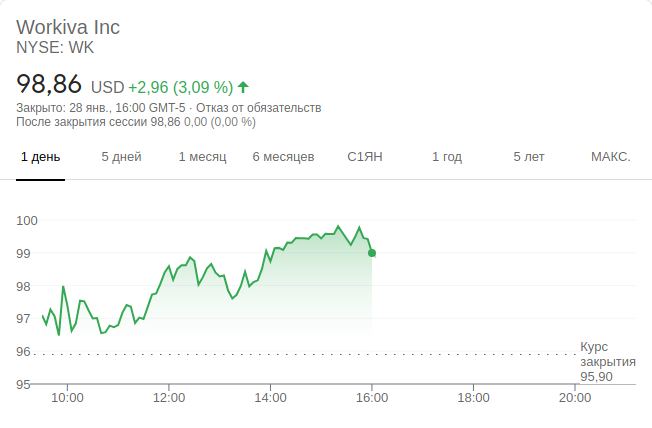 Workiva Inc
NYSE: WK
98,86 USD +2,96 (3,09 %)
Закрыто: 28 янв., 16:00 GMT-5 · Отказ от обязательств
После закрытия сессии 98,86 0,00 (0,00 %)
1 день 5 дней 1 месяц 6 месяцев С1ЯН 1 год 5 лет МАКС.
100
99
98
97
96
Курс
закрытия
95,90
95
10:00 12:00 14:00 16:00 18:00 20:00